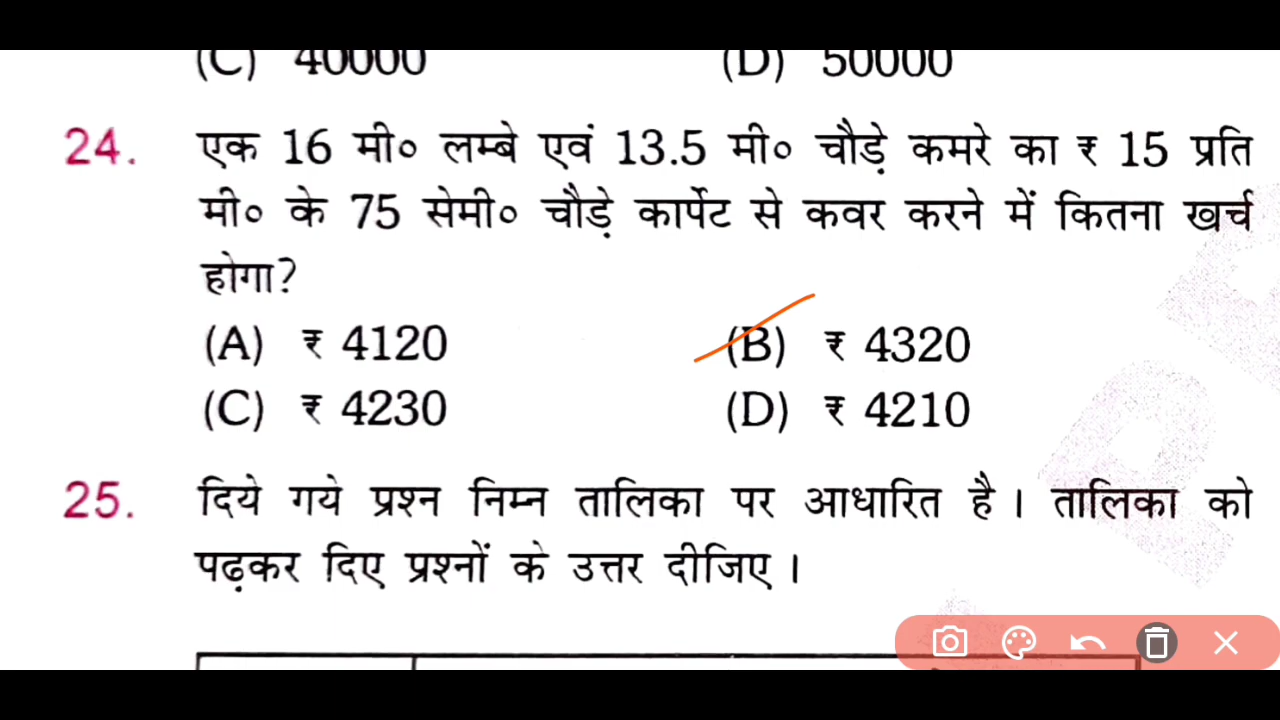 (C) 40000 (D) 50000
24. एक 16 मी० लम्बे एवं 13.5 मी० चौड़े कमरे का ₹ 15 प्रति
मी० के 75 सेमी० चौड़े कार्पेट से कवर करने में कितना खर्च
होगा?
(A) ₹ 4120 (B) ₹ 4320
(C) ₹ 4230 (D) ₹ 4210
25. दिये गये प्रश्न निम्न तालिका पर आधारित है। तालिका को
पढ़कर दिए प्रश्नों के उत्तर दीजिए।